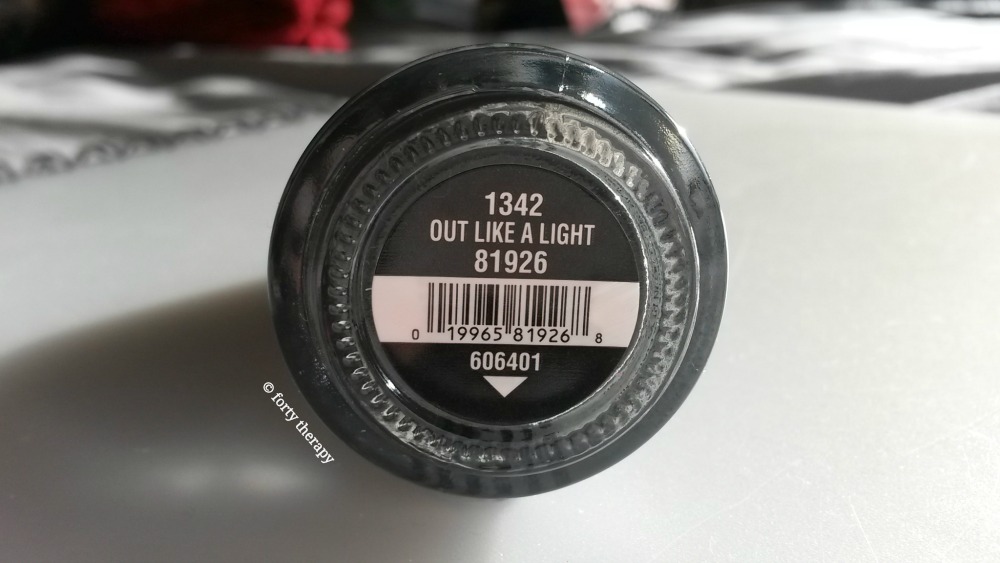 1342
OUT LIKE A LIGHT
81926
0 19965 81926 8
606401
© forty therapy